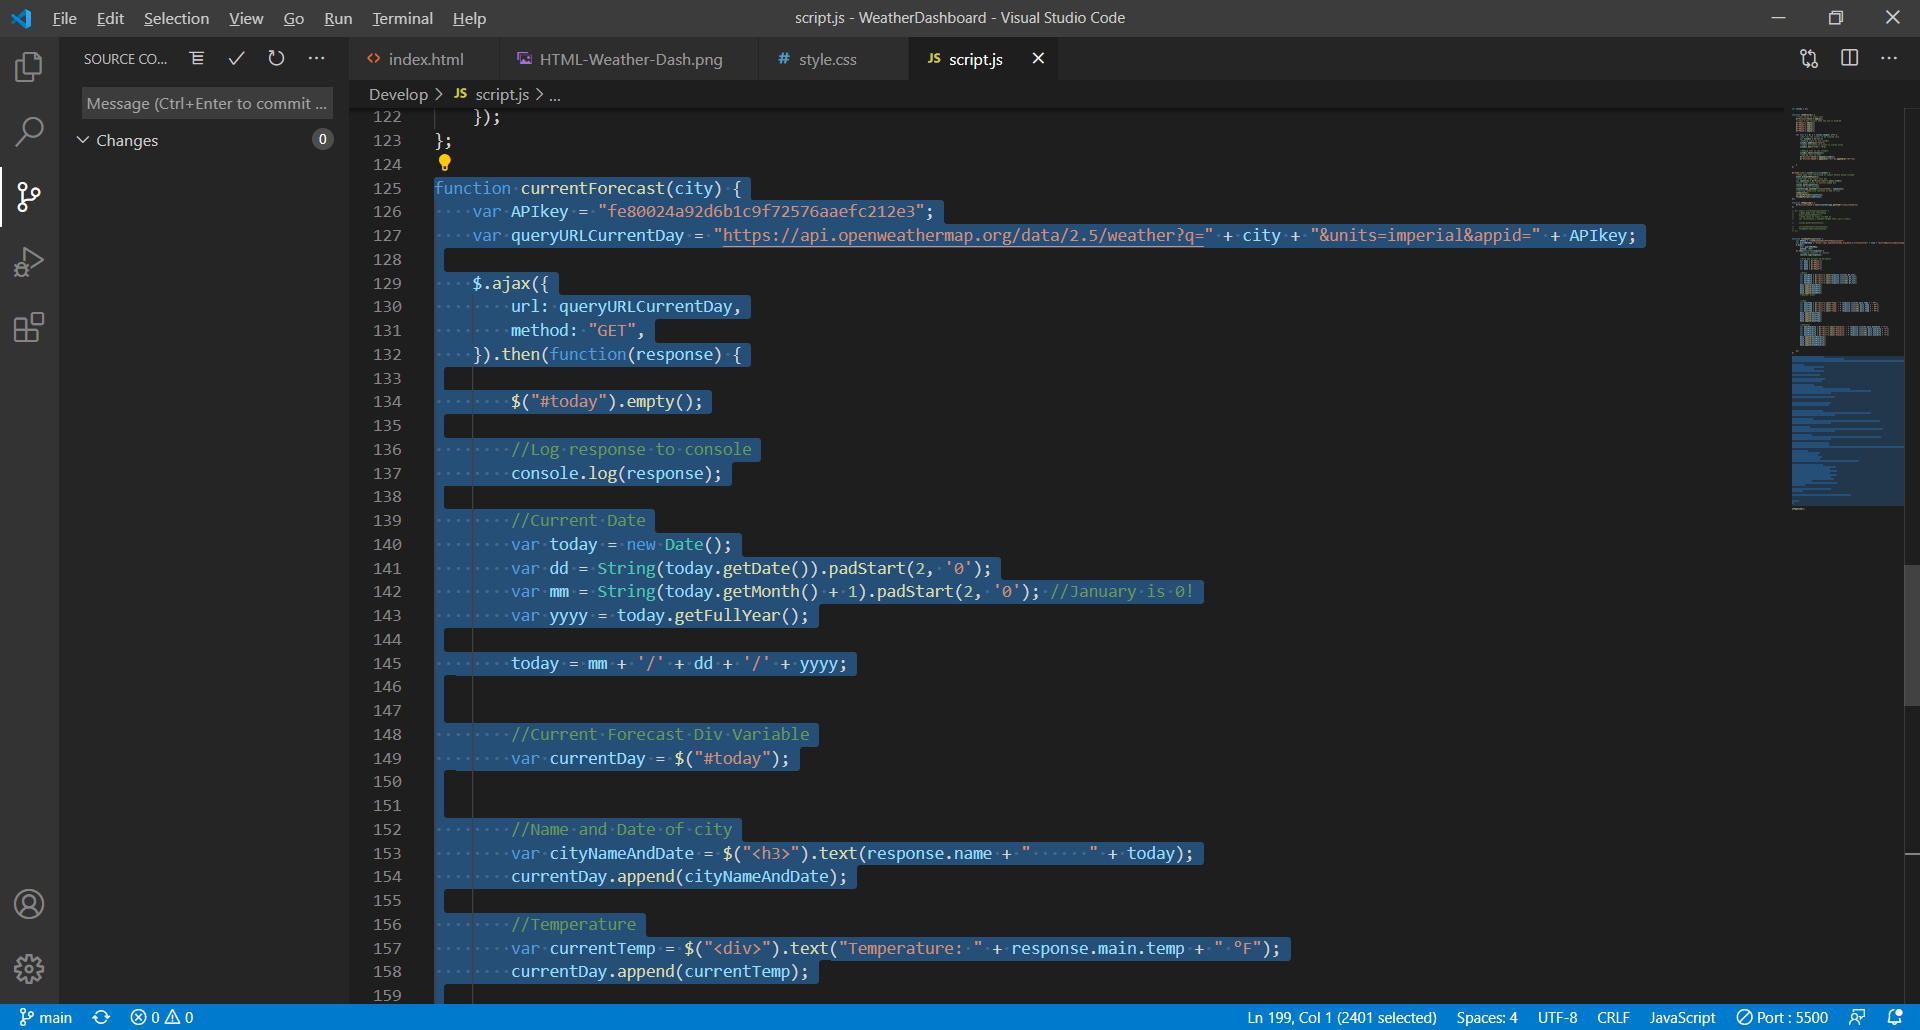 File Edit Selection View Go Run Terminal Help
script.js - WeatherDashboard - Visual Studio Code
SOURCE CO...
index.html
HTML-Weather-Dash.png
# style.css
JS script.js
Message (Ctrl+Enter to commit ...
Changes 0
Develop > JS script.js > ...
122 });
123 };
124
125 function currentForecast(city) {
126 var APIkey = "fe80024a92d6b1c9f72576aaefc212e3";
127 var queryURLCurrentDay = "https://api.openweathermap.org/data/2.5/weather?q=" + city + "&units=imperial&appid=" + APIkey;
128
129 $.ajax({
130 url: queryURLCurrentDay,
131 method: "GET",
132 }).then(function(response) {
133
134 $("#today").empty();
135
136 //Log response to console
137 console.log(response);
138
139 //Current Date
140 var today = new Date();
141 var dd = String(today.getDate()).padStart(2, '0');
142 var mm = String(today.getMonth() + 1).padStart(2, '0'); //January is 0!
143 var yyyy = today.getFullYear();
144
145 today = mm + '/' + dd + '/' + yyyy;
146
147
148 //Current Forecast Div Variable
149 var currentDay = $("#today");
150
151
152 //Name and Date of city
153 var cityNameAndDate = $("<h3>").text(response.name + "      " + today);
154 currentDay.append(cityNameAndDate);
155
156 //Temperature
157 var currentTemp = $("<div>").text("Temperature: " + response.main.temp + " °F");
158 currentDay.append(currentTemp);
159
main 0 0
Ln 199, Col 1 (2401 selected) Spaces: 4 UTF-8 CRLF JavaScript Port : 5500